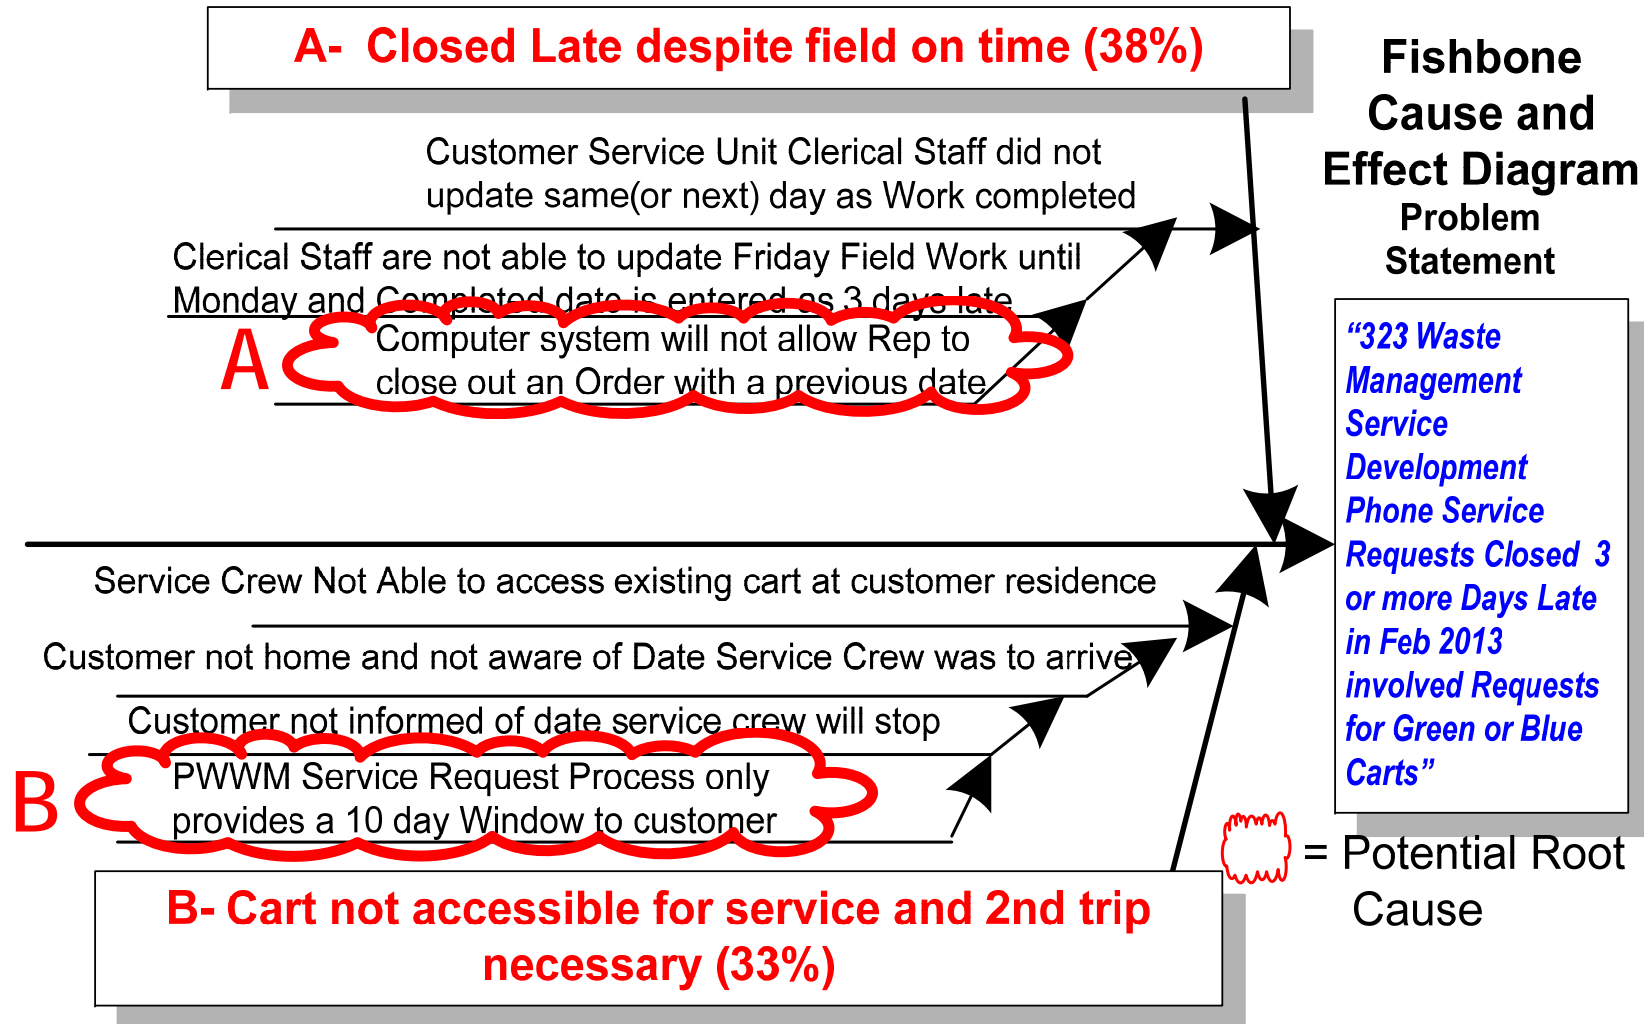 A-  Closed Late despite field on time (38%)
Fishbone
Cause and
Effect Diagram
Problem
Statement
Customer Service Unit Clerical Staff did not
update same(or next) day as Work completed
Clerical Staff are not able to update Friday Field Work until
Monday and Completed date is entered as 3 days late
A
Computer system will not allow Rep to
close out an Order with a previous date
“323 Waste
Management
Service
Development
Phone Service
Requests Closed  3
or more Days Late
in Feb 2013
involved Requests
for Green or Blue
Carts”
Service Crew Not Able to access existing cart at customer residence
Customer not home and not aware of Date Service Crew was to arrive
Customer not informed of date service crew will stop
B
PWWM Service Request Process only
provides a 10 day Window to customer
= Potential Root
Cause
B- Cart not accessible for service and 2nd trip
necessary (33%)